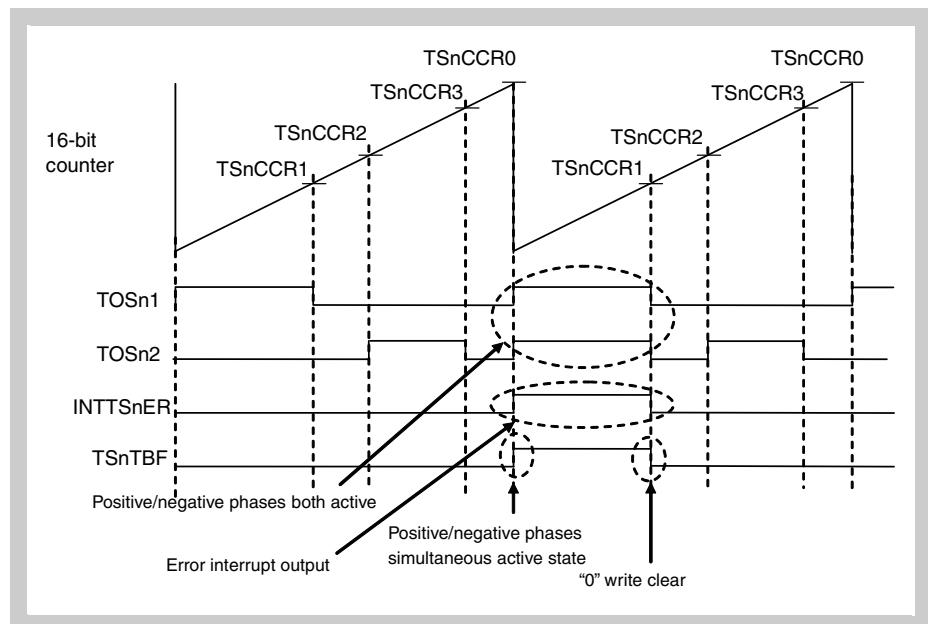 TSnCCR0
TSnCCR0
TSnCCR3
TSnCCR3
16-bit
counter
TSnCCR2
TSnCCR2
TSnCCR1
TSnCCR1
TOSn1
TOSn2
INTTSnER
TSnTBF
Positive/negative phases both active
Positive/negative phases
simultaneous active state
Error interrupt output
"0" write clear